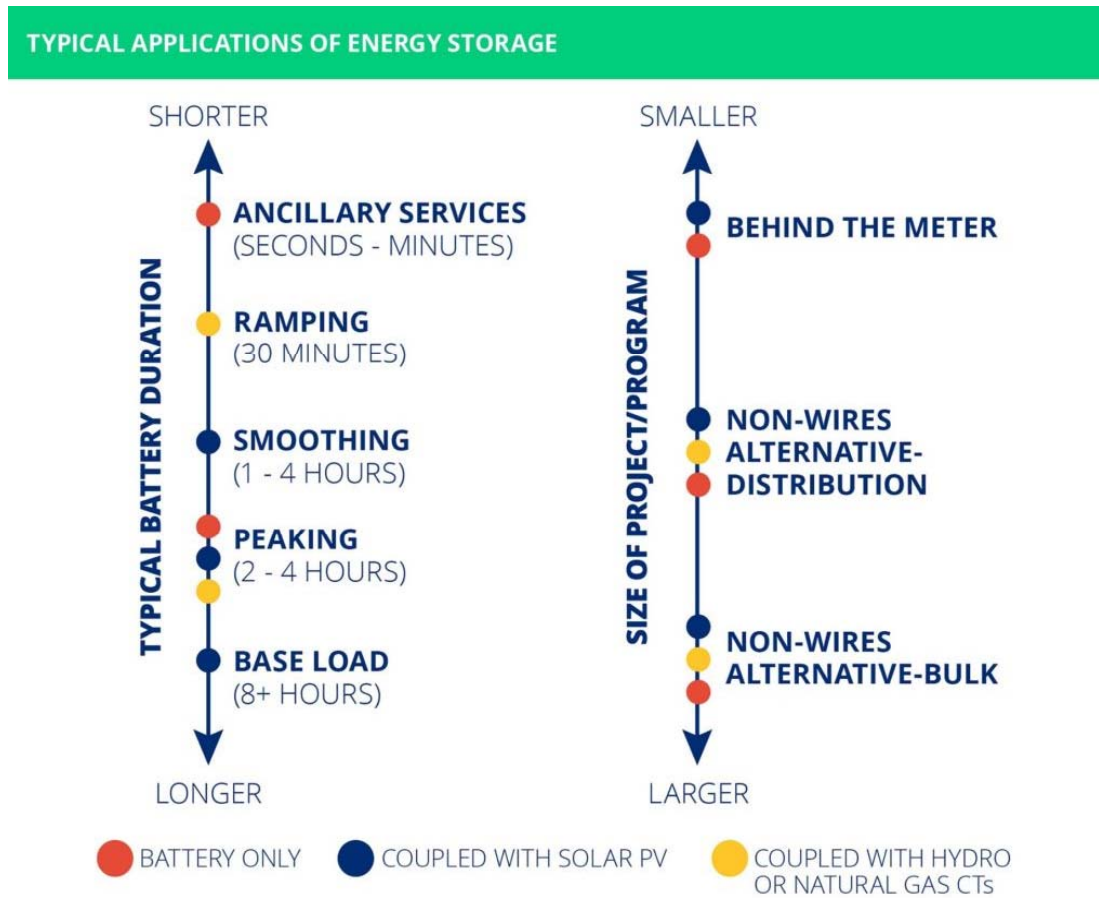 TYPICAL APPLICATIONS OF ENERGY STORAGE
SHORTER
TYPICAL BATTERY DURATION
ANCILLARY SERVICES
(SECONDS - MINUTES)
RAMPING
(30 MINUTES)
SMOOTHING
(1 - 4 HOURS)
PEAKING
(2 - 4 HOURS)
BASE LOAD
(8+ HOURS)
LONGER
SMALLER
SIZE OF PROJECT/PROGRAM
BEHIND THE METER
NON-WIRES
ALTERNATIVE-
DISTRIBUTION
NON-WIRES
ALTERNATIVE-BULK
LARGER
BATTERY ONLY
COUPLED WITH SOLAR PV
COUPLED WITH HYDRO
OR NATURAL GAS CTs